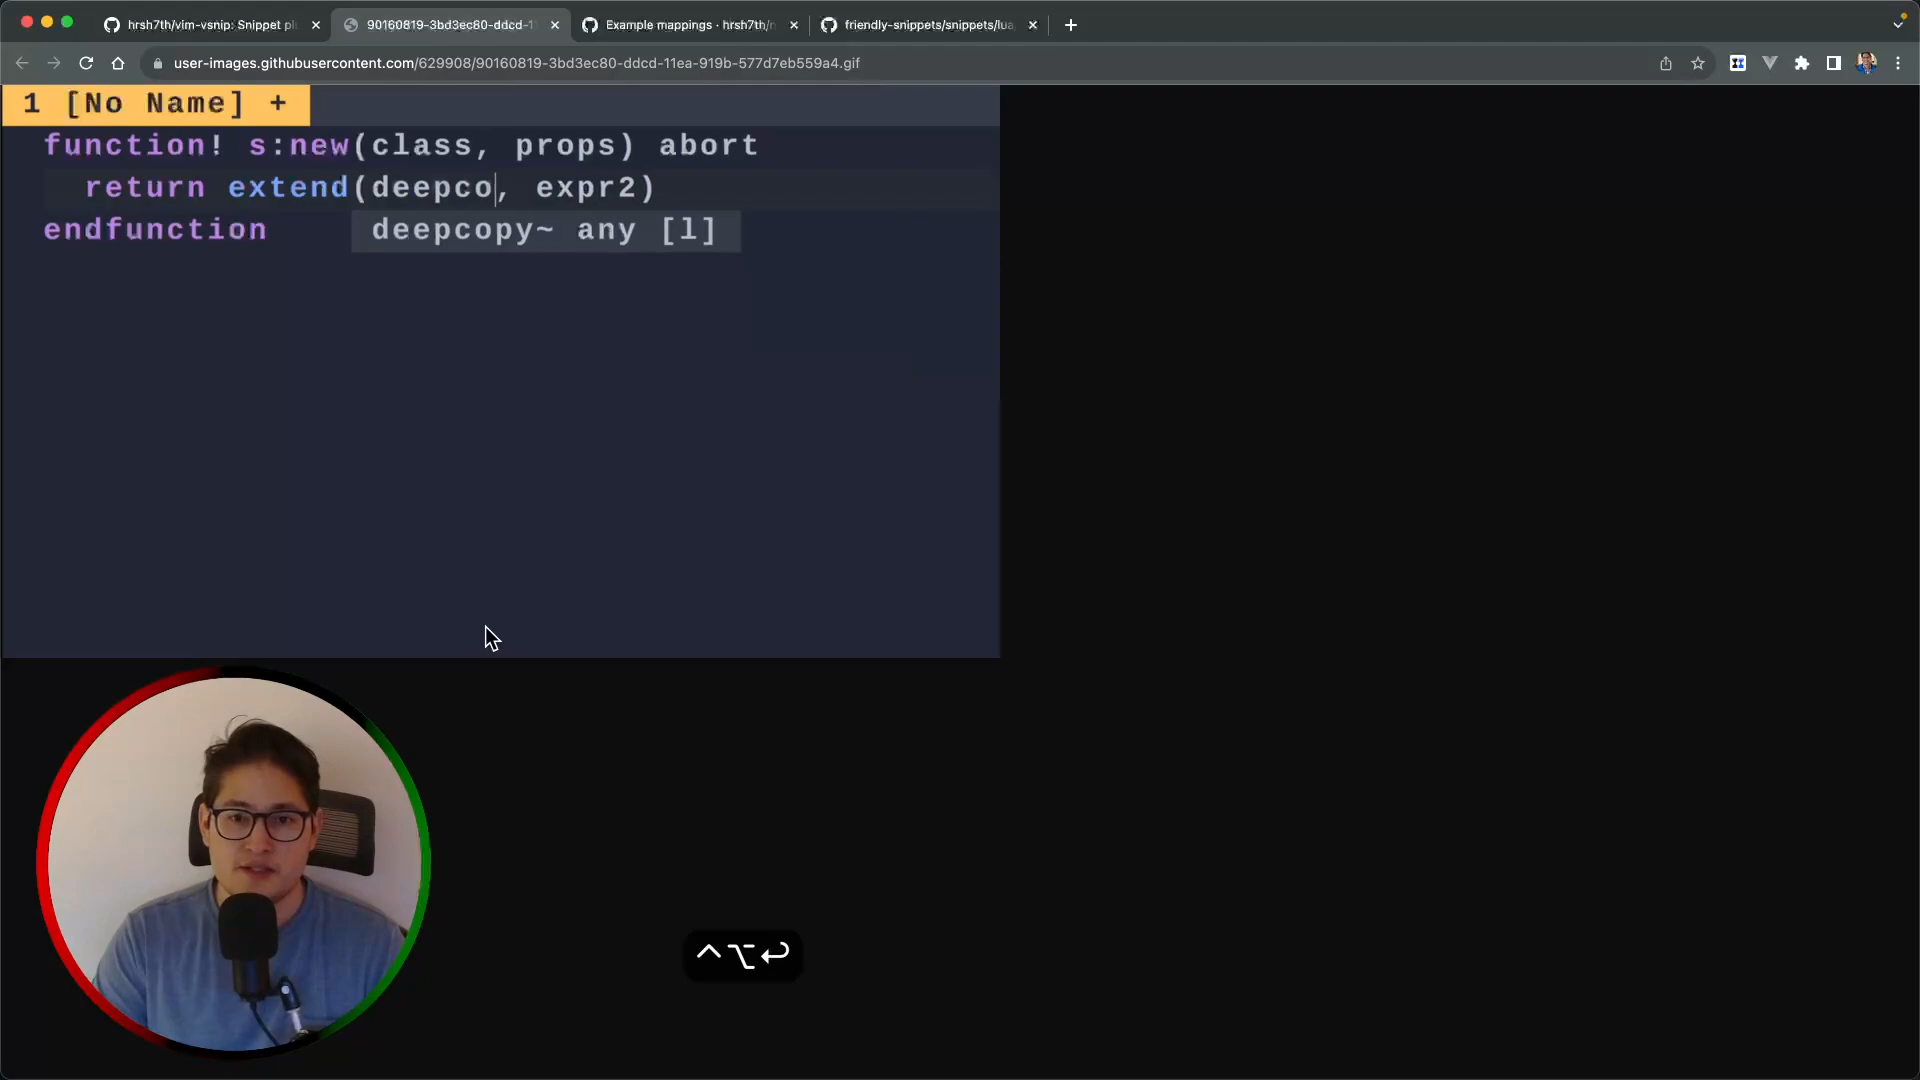 hrsh7th/vim-vsnip: Snippet pl
90160819-3bd3ec80-ddcd-1
Example mappings · hrsh7th/n
friendly-snippets/snippets/lua
user-images.githubusercontent.com/629908/90160819-3bd3ec80-ddcd-11ea-919b-577d7eb559a4.gif
1 [No Name] +
function! s:new(class, props) abort
return extend(deepco, expr2)
endfunction
deepcopy~ any [l]
^⌥↩